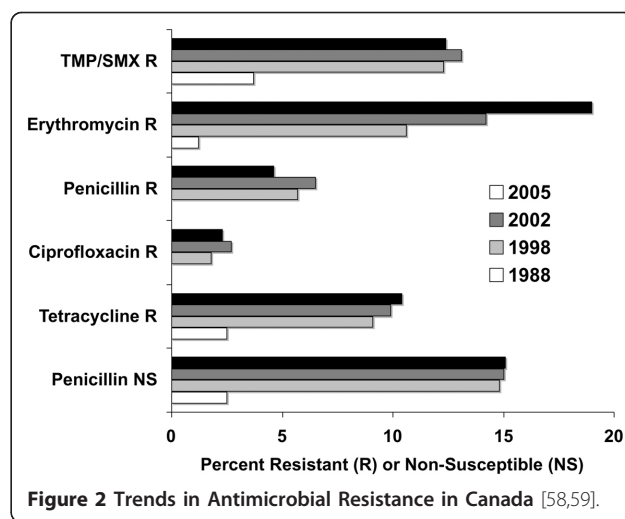 TMP/SMX R
Erythromycin R
Penicillin R
Ciprofloxacin R
Tetracycline R
Penicillin NS
2005
2002
1998
1988
0 5 10 15 20
Percent Resistant (R) or Non-Susceptible (NS)
Figure 2 Trends in Antimicrobial Resistance in Canada [58,59].